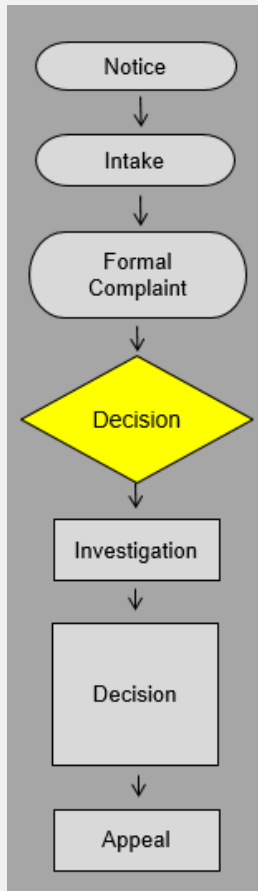 Notice
Intake
Formal
Complaint
Decision
Investigation
Decision
Appeal